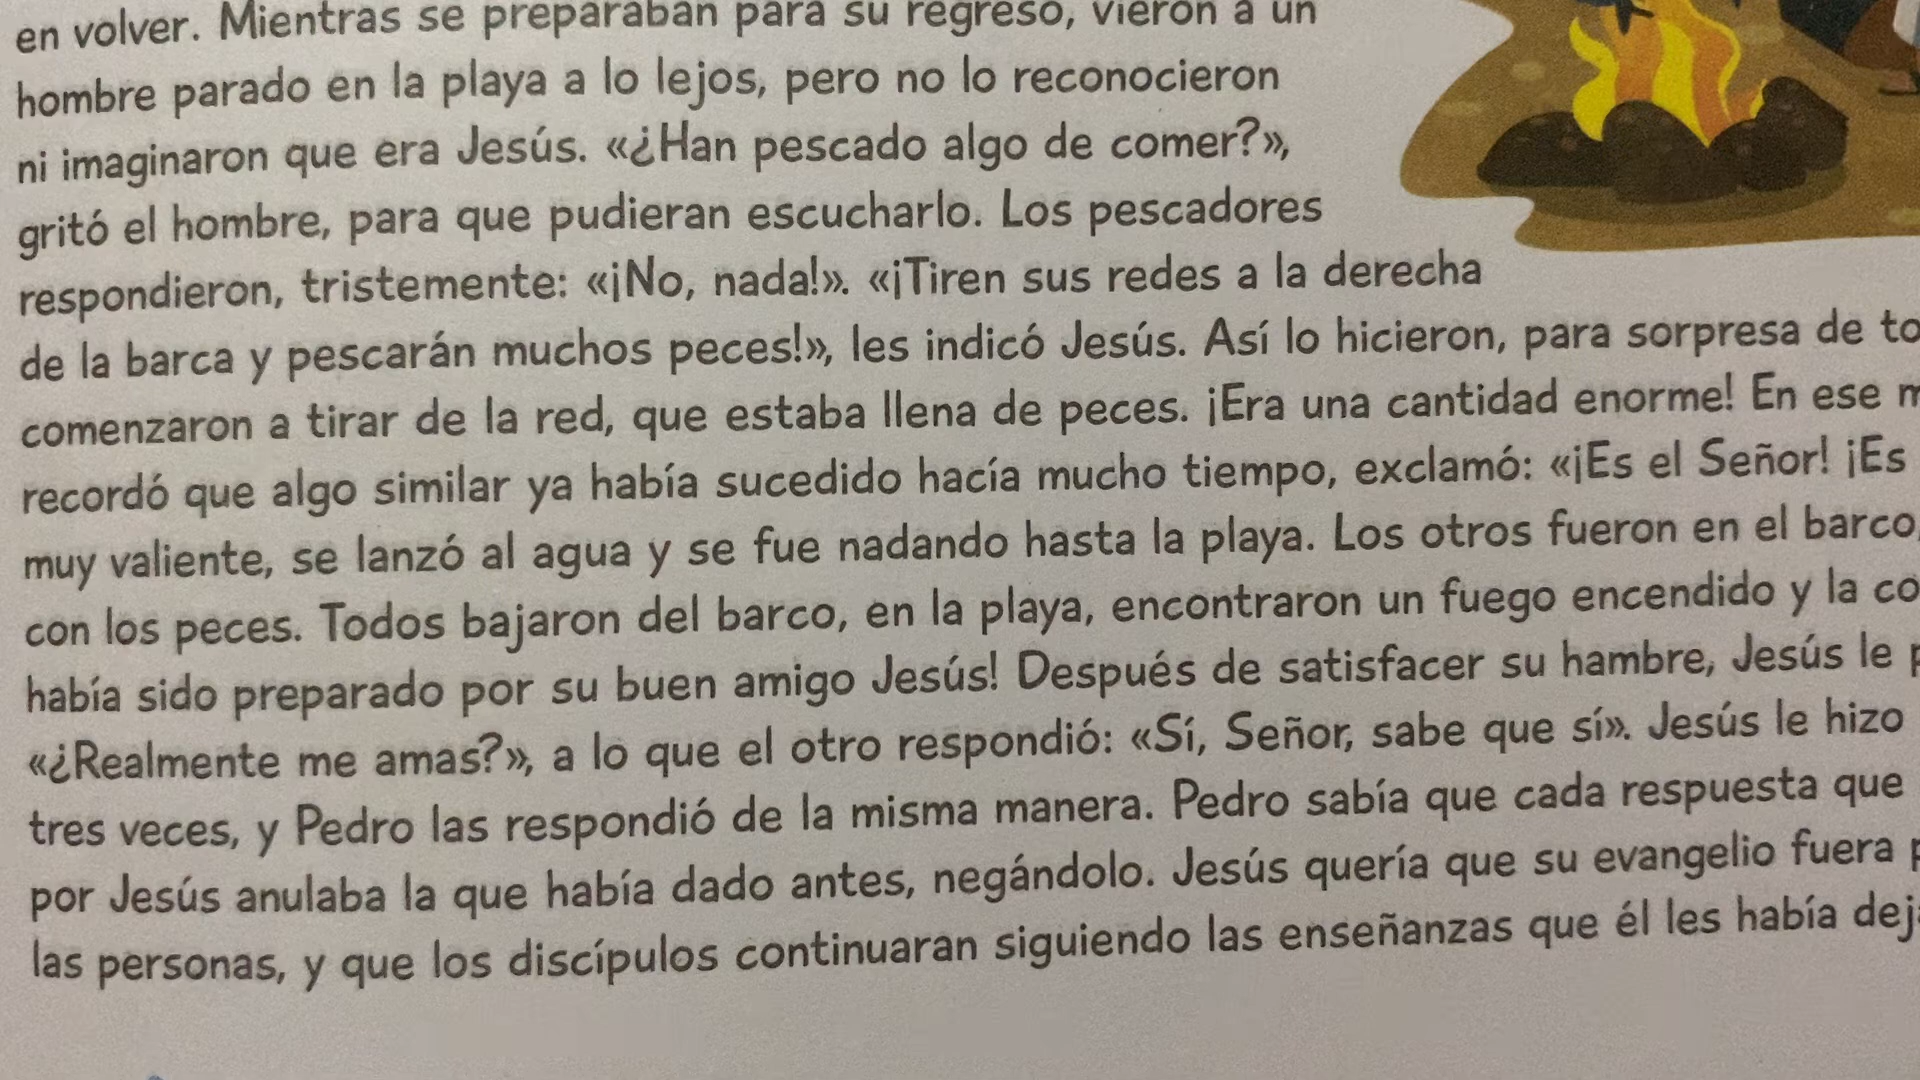 en volver. Mientras se preparaban para su regreso, vieron a un
hombre parado en la playa a lo lejos, pero no lo reconocieron
ni imaginaron que era Jesús. «¿Han pescado algo de comer?»,
gritó el hombre, para que pudieran escucharlo. Los pescadores
respondieron, tristemente: «¡No, nada!». «¡Tiren sus redes a la derecha
de la barca y pescarán muchos peces!», les indicó Jesús. Así lo hicieron, para sorpresa de
comenzaron a tirar de la red, que estaba llena de peces. ¡Era una cantidad enorme! En ese
recordó que algo similar ya había sucedido hacía mucho tiempo, exclamó: «¡Es el Señor! ¡Es
muy valiente, se lanzó al agua y se fue nadando hasta la playa. Los otros fueron en el barco,
con los peces. Todos bajaron del barco, en la playa, encontraron un fuego encendido y la
había sido preparado por su buen amigo Jesús! Después de satisfacer su hambre, Jesús le
«¿Realmente me amas?», a lo que el otro respondió: «Sí, Señor, sabe que sí». Jesús le hizo
tres veces, y Pedro las respondió de la misma manera. Pedro sabía que cada respuesta que
por Jesús anulaba la que había dado antes, negándolo. Jesús quería que su evangelio fuera
las personas, y que los discípulos continuaran siguiendo las enseñanzas que él les había